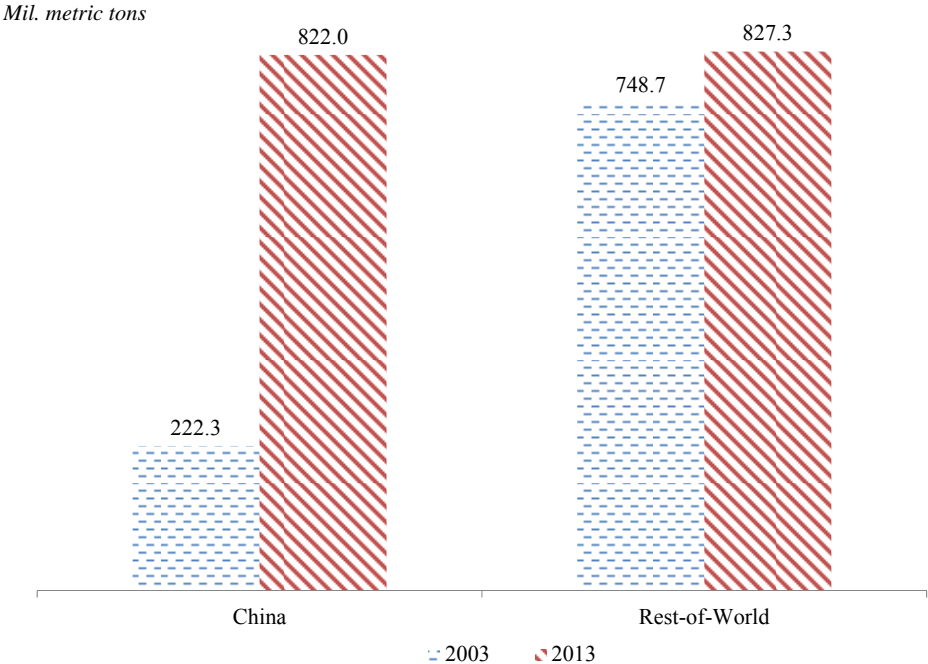 Mil. metric tons
822.0
827.3
748.7
222.3
China
Rest-of-World
2003
2013